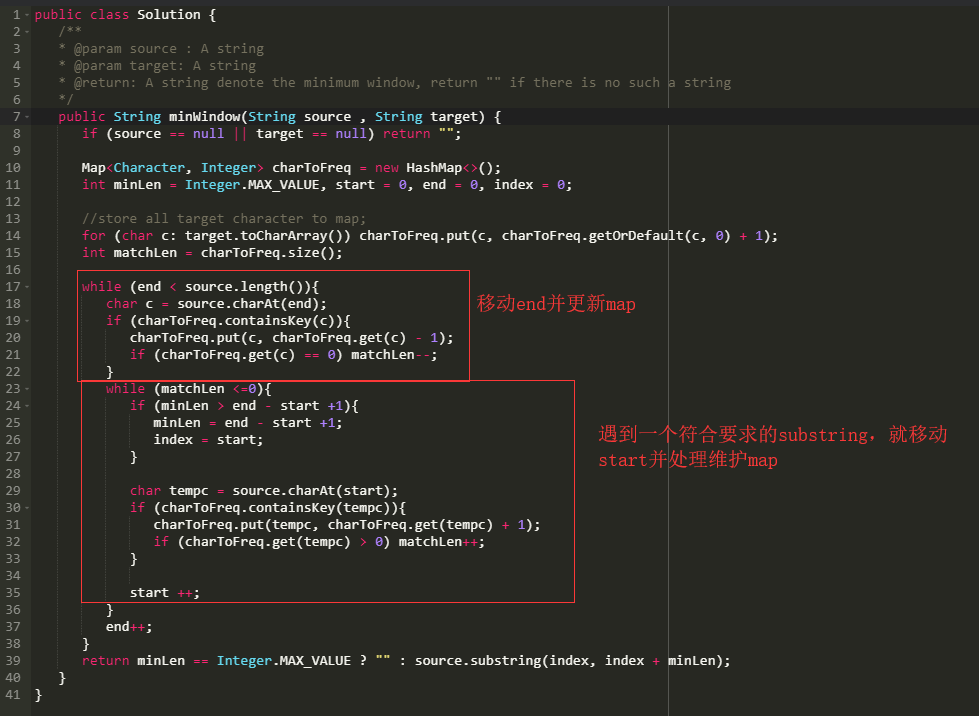 1 public class Solution {
2 /**
3 * @param source : A string
4 * @param target: A string
5 * @return: A string denote the minimum window, return "" if there is no such a string
6 */
7 public String minWindow(String source , String target) {
8 if (source == null || target == null) return "";
9
10 Map<Character, Integer> charToFreq = new HashMap<>();
11 int minLen = Integer.MAX_VALUE, start = 0, end = 0, index = 0;
12
13 //store all target character to map;
14 for (char c: target.toCharArray()) charToFreq.put(c, charToFreq.getOrDefault(c, 0) + 1);
15 int matchLen = charToFreq.size();
16
17 while (end < source.length()){
18 char c = source.charAt(end);
移动end并更新map
19 if (charToFreq.containsKey(c)){
20 charToFreq.put(c, charToFreq.get(c) - 1);
21 if (charToFreq.get(c) == 0) matchLen--;
22 }
23 while (matchLen <=0){
24 if (minLen > end - start +1){
25 minLen = end - start +1;
26 index = start;
遇到一个符合要求的substring，就移动
27 }
start并处理维护map
28
29 char tempc = source.charAt(start);
30 if (charToFreq.containsKey(tempc)){
31 charToFreq.put(tempc, charToFreq.get(tempc) + 1);
32 if (charToFreq.get(tempc) > 0) matchLen++;
33 }
34
35 start ++;
36 }
37 end++;
38 }
39 return minLen == Integer.MAX_VALUE ? "" : source.substring(index, index + minLen);
40 }
41 }